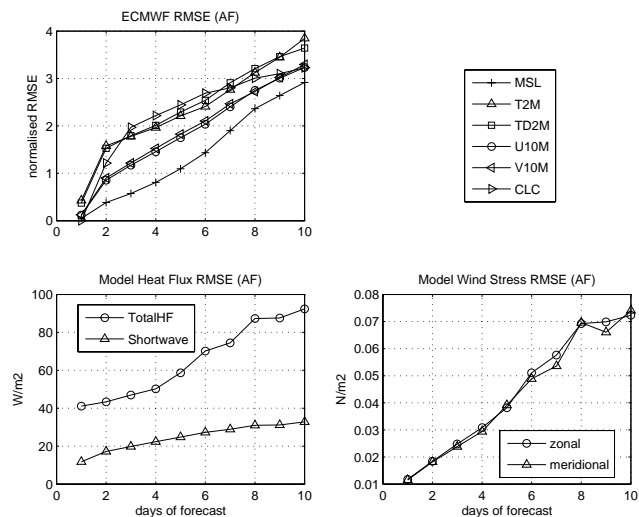 ECMWF RMSE (AF)
normalised RMSE
4
3
2
1
0
0 2 4 6 8 10
MSL
T2M
TD2M
U10M
V10M
CLC
Model Heat Flux RMSE (AF)
W/m2
100
80
60
40
20
0
TotalHF
Shortwave
0 2 4 6 8 10
days of forecast
Model Wind Stress RMSE (AF)
N/m2
0.08
0.07
0.06
0.05
0.04
0.03
0.02
0.01
zonal
meridional
0 2 4 6 8 10
days of forecast